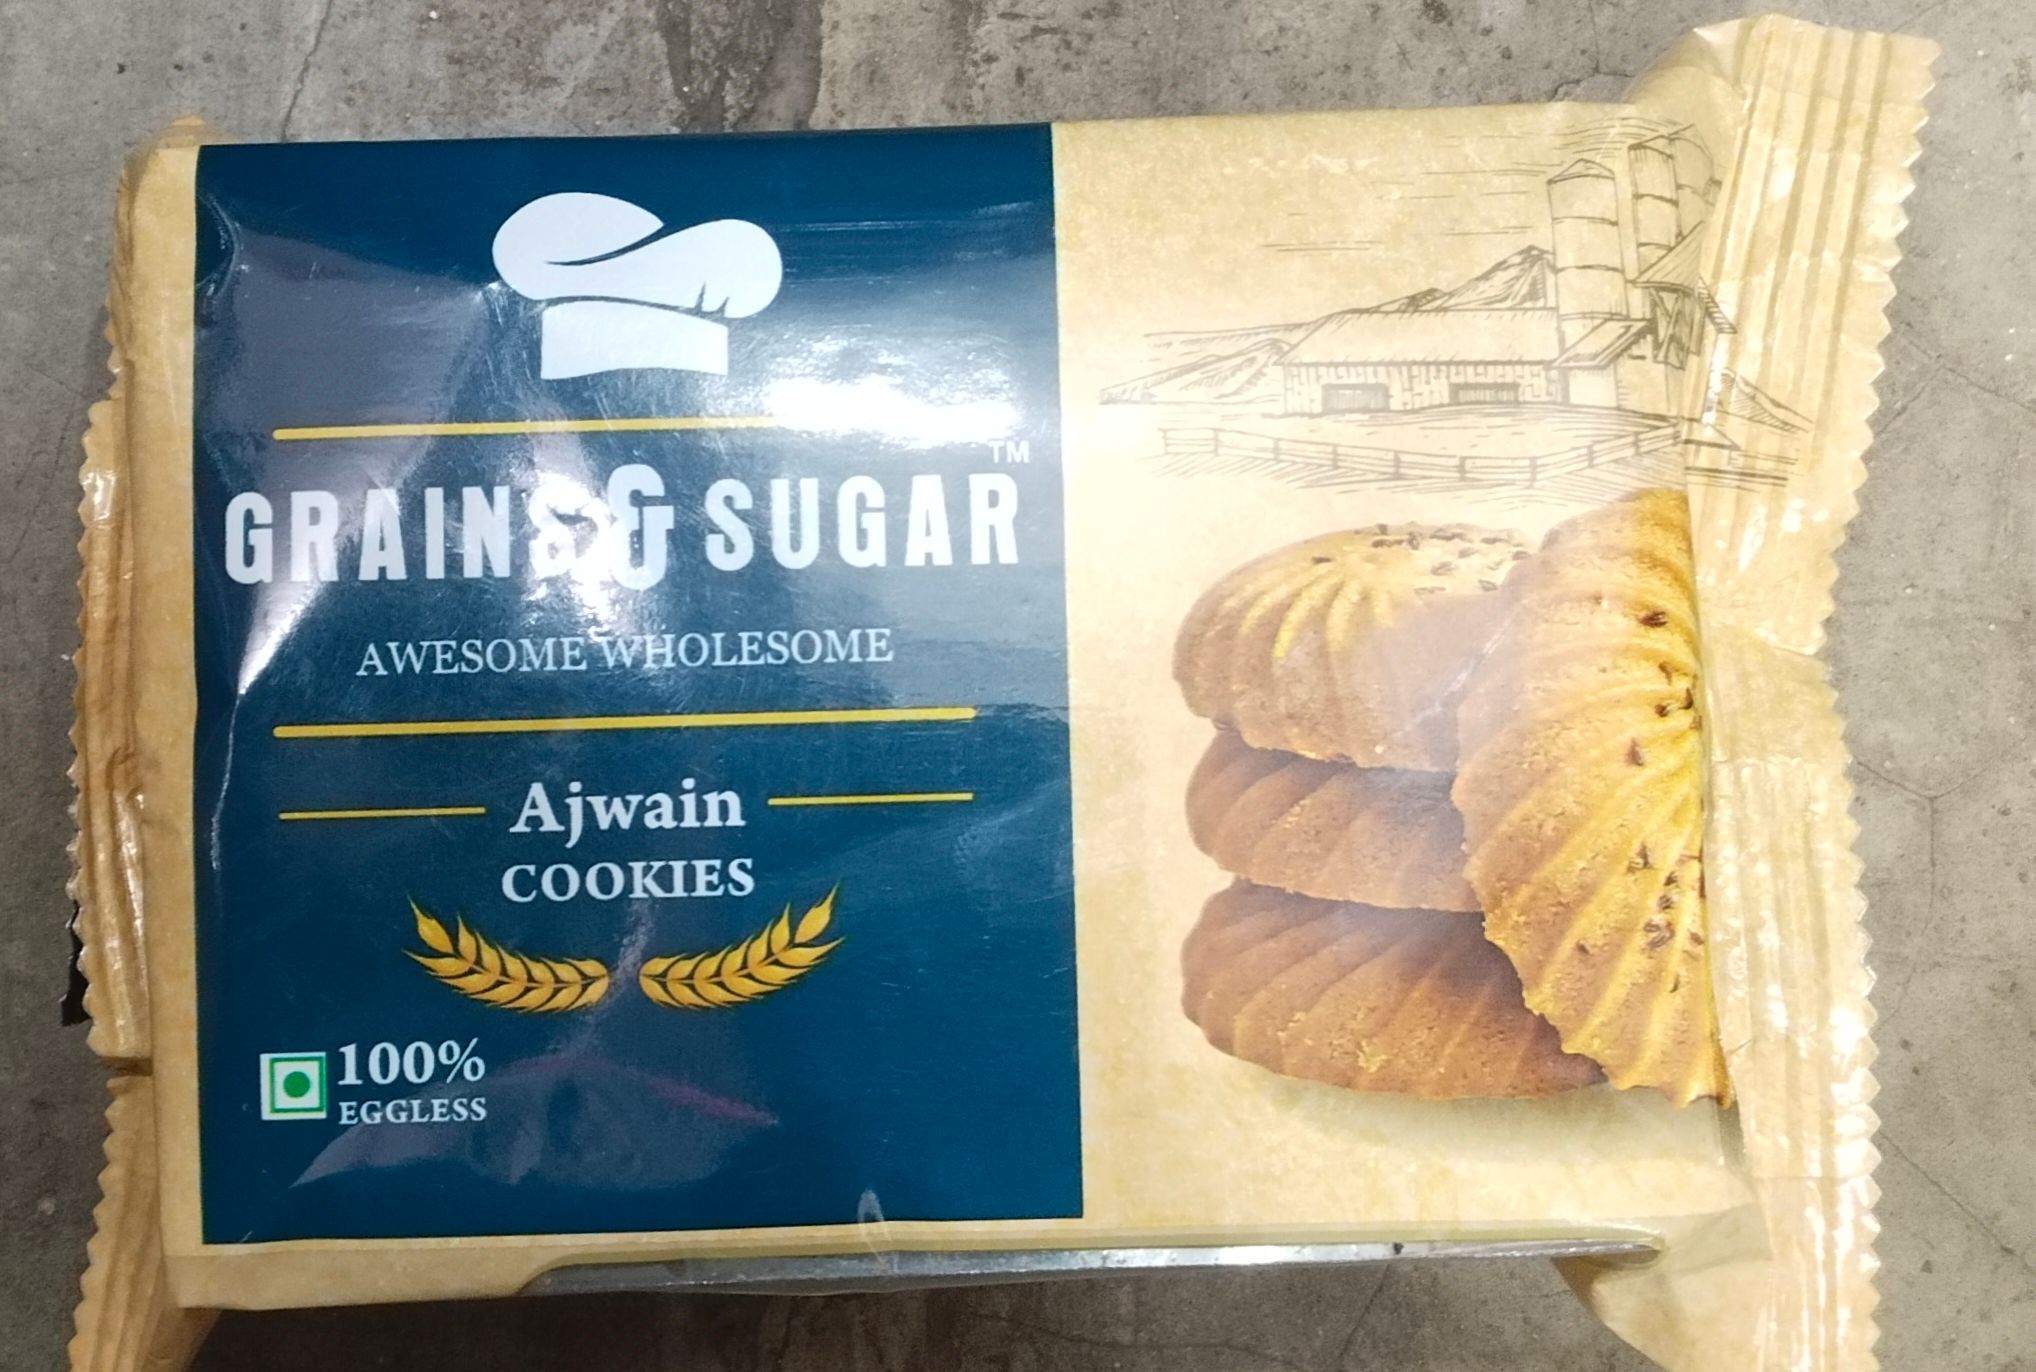 TM
GRAINS & SUGAR
AWESOME WHOLESOME
Ajwain
COOKIES
100%
EGGLESS